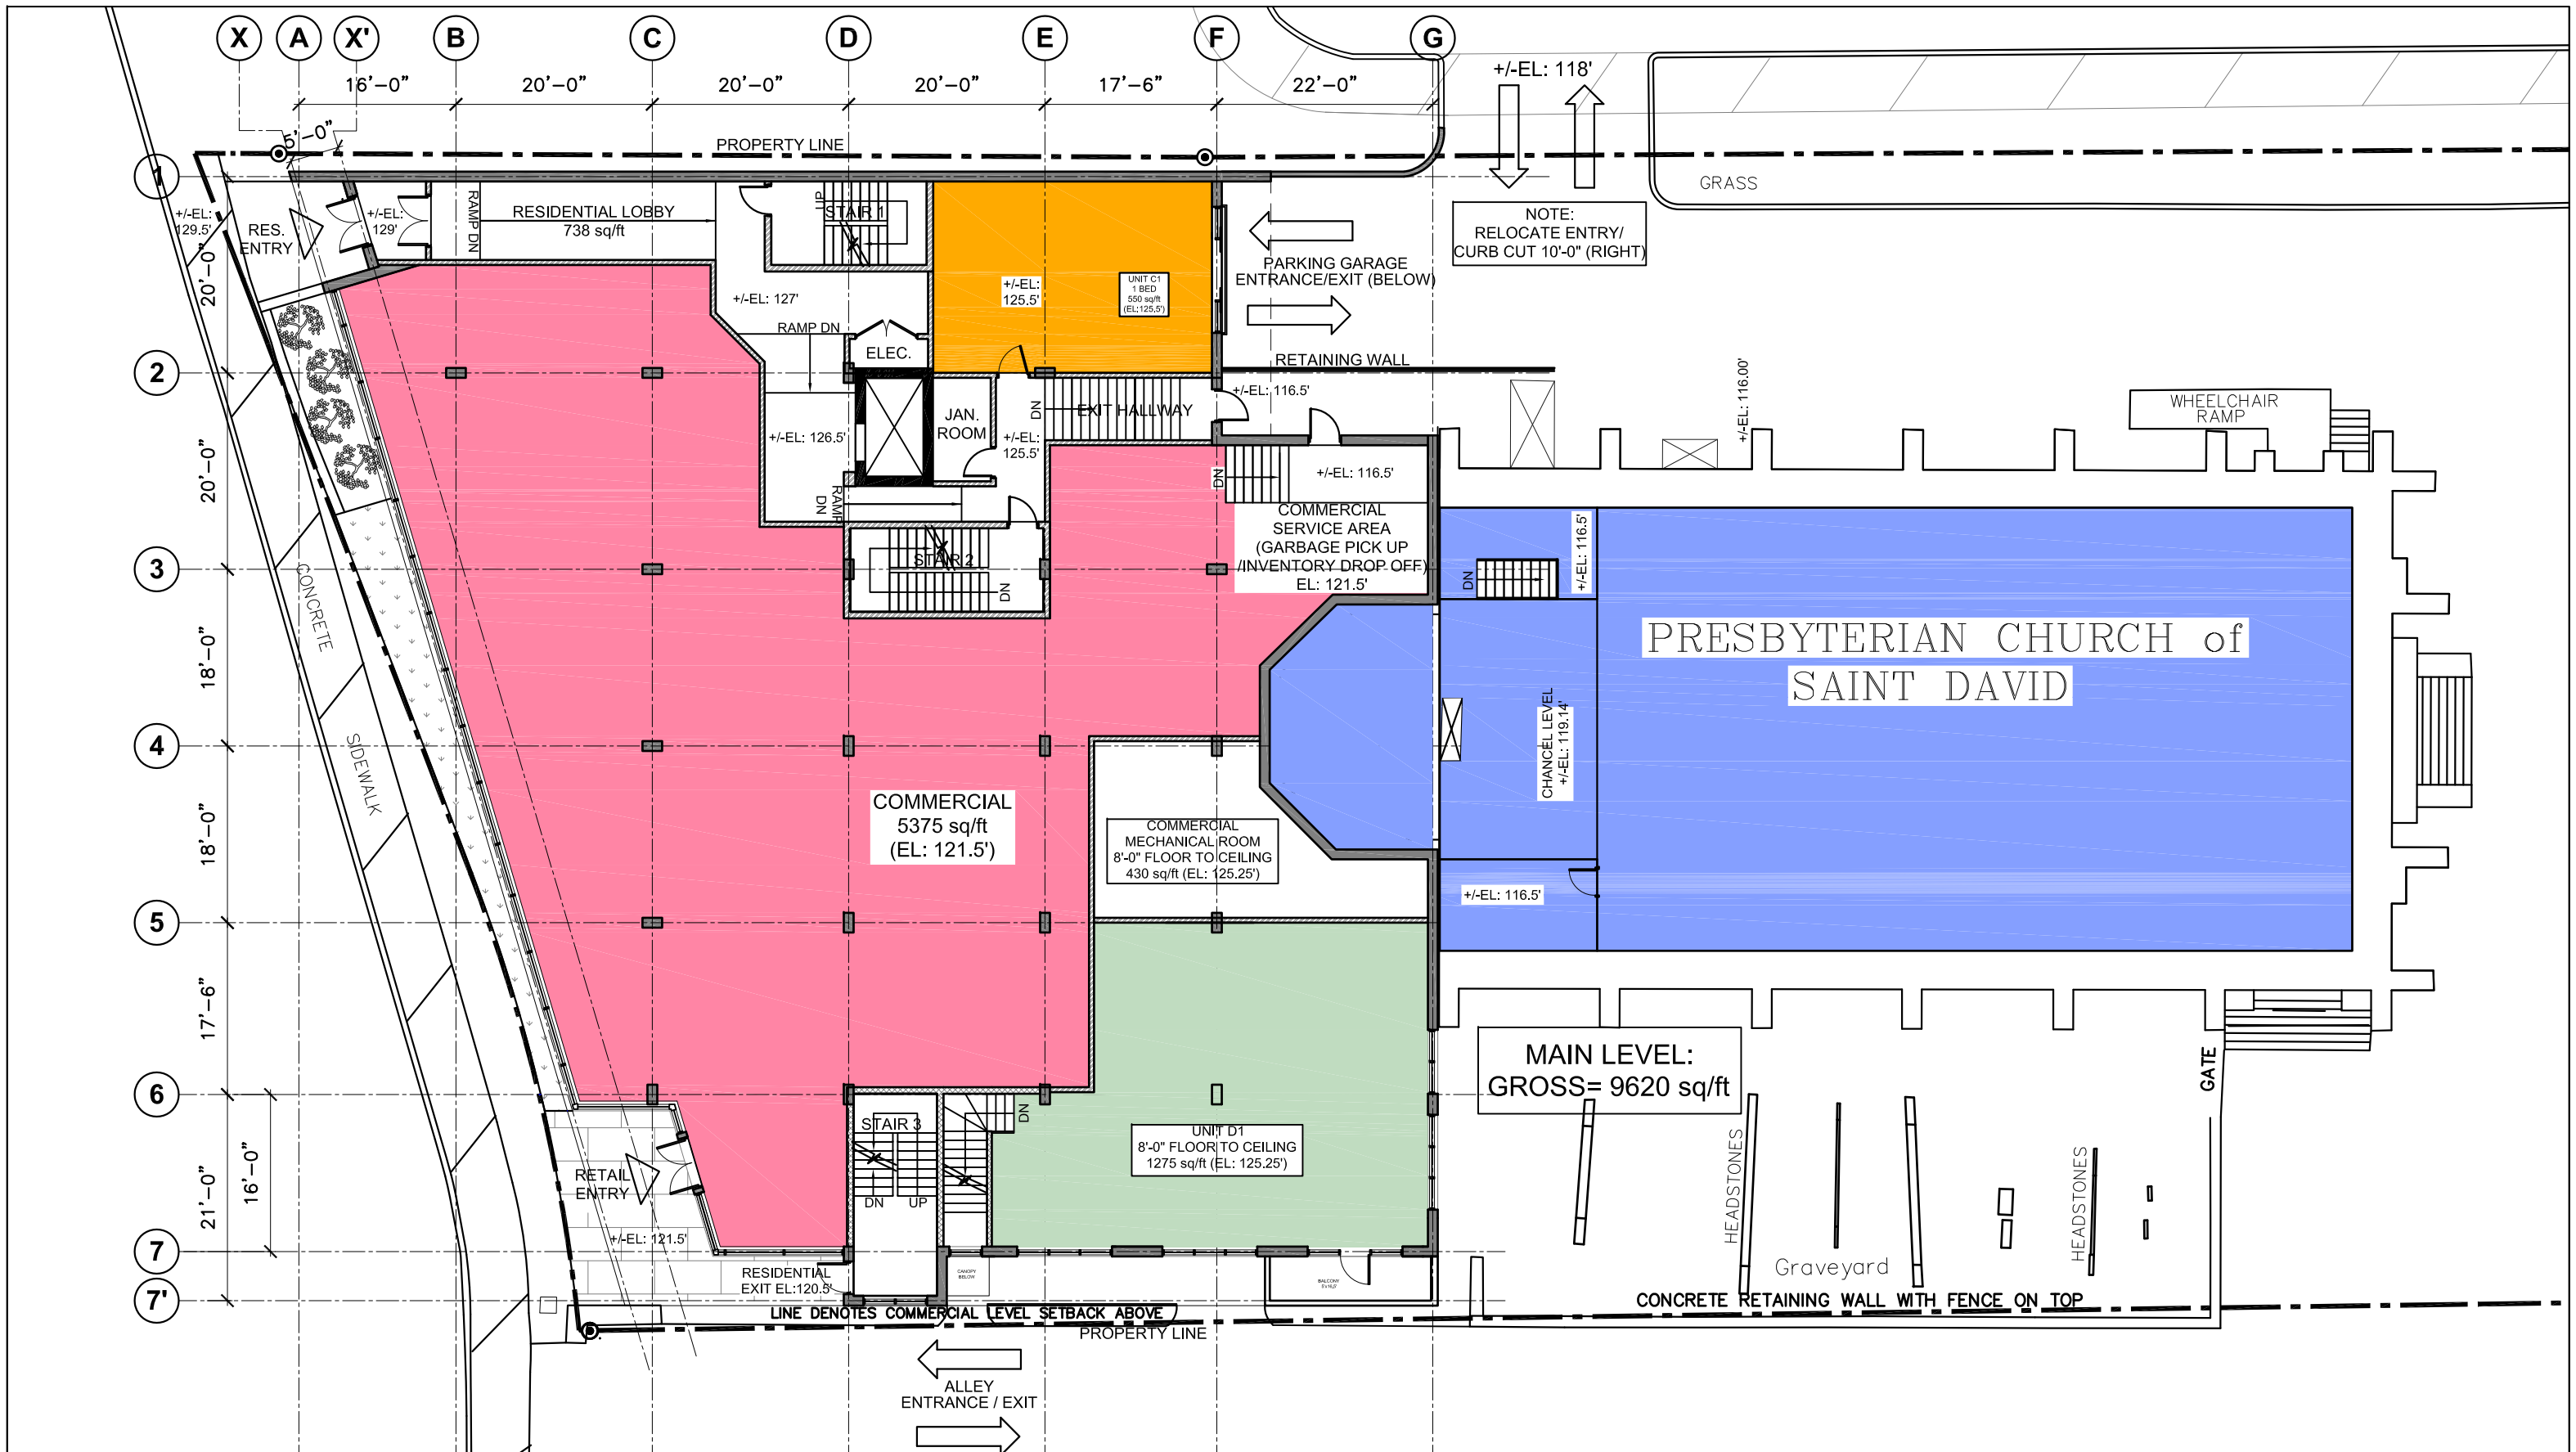 X
A
X'
B
C
D
E
F
G
16'-0"
20'-0"
20'-0"
20'-0"
17'-6"
22'-0"
5'-0"
+/-EL: 118'
PROPERTY LINE
1
2
3
4
5
6
7
7'
20'-0"
20'-0"
18'-0"
18'-0"
17'-6"
21'-0"
16'-0"
GRASS
NOTE:
RELOCATE ENTRY/
CURB CUT 10'-0" (RIGHT)
+/-EL:
129.5'
RES.
ENTRY
+/-EL:
129'
RAMP DN
RESIDENTIAL LOBBY
738 sq/ft
UP
STAIR 1
+/-EL:
125.5'
UNIT C1
1 BED
550 sq/ft
(EL:125,5')
PARKING GARAGE
ENTRANCE/EXIT (BELOW)
+/-EL: 127'
RAMP DN
ELEC.
RETAINING WALL
+/-EL: 116.5'
+/-EL: 116.00'
WHEELCHAIR
RAMP
JAN.
ROOM
DN
EXIT HALLWAY
+/-EL: 126.5'
+/-EL:
125.5'
RAMP
DN
DN
+/-EL: 116.5'
COMMERCIAL
SERVICE AREA
(GARBAGE PICK UP
/INVENTORY DROP OFF)
EL: 121.5'
STAIR 2
DN
DN
+/-EL: 116.5'
PRESBYTERIAN CHURCH of
SAINT DAVID
CONCRETE
SIDEWALK
CHANCEL LEVEL
+/-EL: 119.14'
COMMERCIAL
5375 sq/ft
(EL: 121.5')
COMMERCIAL
MECHANICAL ROOM
8'-0" FLOOR TO CEILING
430 sq/ft (EL: 125.25')
+/-EL: 116.5'
MAIN LEVEL:
GROSS= 9620 sq/ft
GATE
STAIR 3
DN
UNIT D1
8'-0" FLOOR TO CEILING
1275 sq/ft (EL: 125.25')
DN
UP
RETAIL
ENTRY
+/-EL: 121.5'
HEADSTONES
HEADSTONES
Graveyard
RESIDENTIAL
EXIT EL:120.5'
CANOPY
BELOW
BALCONY
LINE DENOTES COMMERCIAL LEVEL SETBACK ABOVE
CONCRETE RETAINING WALL WITH FENCE ON TOP
PROPERTY LINE
ALLEY
ENTRANCE / EXIT